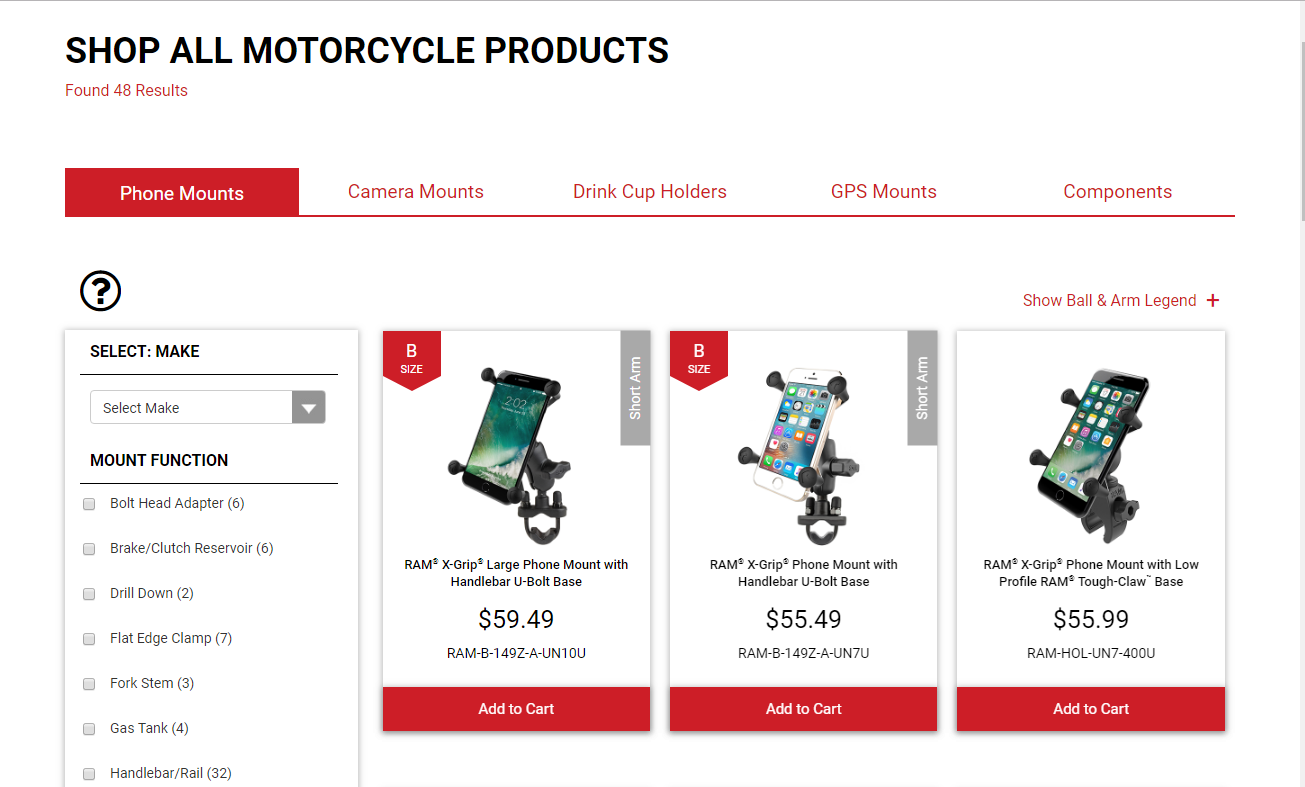 SHOP ALL MOTORCYCLE PRODUCTS
Found 48 Results
Phone Mounts
Camera Mounts
Drink Cup Holders
GPS Mounts
Components
?
Show Ball & Arm Legend +
SELECT: MAKE
Select Make
MOUNT FUNCTION
Bolt Head Adapter (6)
Brake/Clutch Reservoir (6)
Drill Down (2)
Flat Edge Clamp (7)
Fork Stem (3)
Gas Tank (4)
Handlebar/Rail (32)
B
SIZE
Short Arm
2:02
RAM® X-Grip® Large Phone Mount with
Handlebar U-Bolt Base
$59.49
RAM-B-149Z-A-UN10U
Add to Cart
B
SIZE
Short Arm
RAM® X-Grip® Phone Mount with
Handlebar U-Bolt Base
$55.49
RAM-B-149Z-A-UN7U
Add to Cart
RAM® X-Grip® Phone Mount with Low
Profile RAM® Tough-Claw™ Base
$55.99
RAM-HOL-UN7-400U
Add to Cart